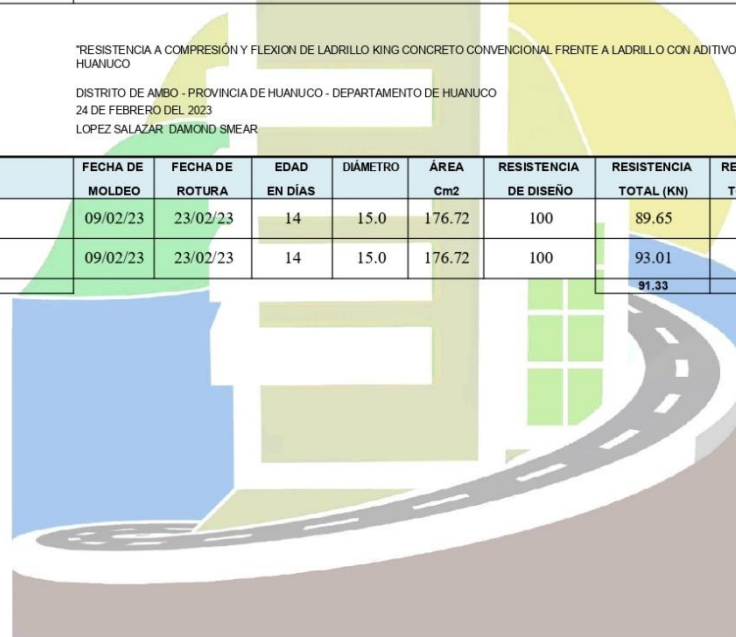 "RESISTENCIA A COMPRESIÓN Y FLEXION DE LADRILLO KING CONCRETO CONVENCIONAL FRENTE A LADRILLO CON ADITIVO
HUANUCO
DISTRITO DE AMBO - PROVINCIA DE HUANUCO - DEPARTAMENTO DE HUANUCO
24 DE FEBRERO DEL 2023
LOPEZ SALAZAR DAMOND SMEAR
FECHA DE FECHA DE EDAD DIÁMETRO ÁREA RESISTENCIA RESISTENCIA RE
MOLDEO ROTURA EN DÍAS Cm2 DE DISEÑO TOTAL (KN) T
09/02/23 23/02/23 14 15.0 176.72 100 89.65
09/02/23 23/02/23 14 15.0 176.72 100 93.01
91.33